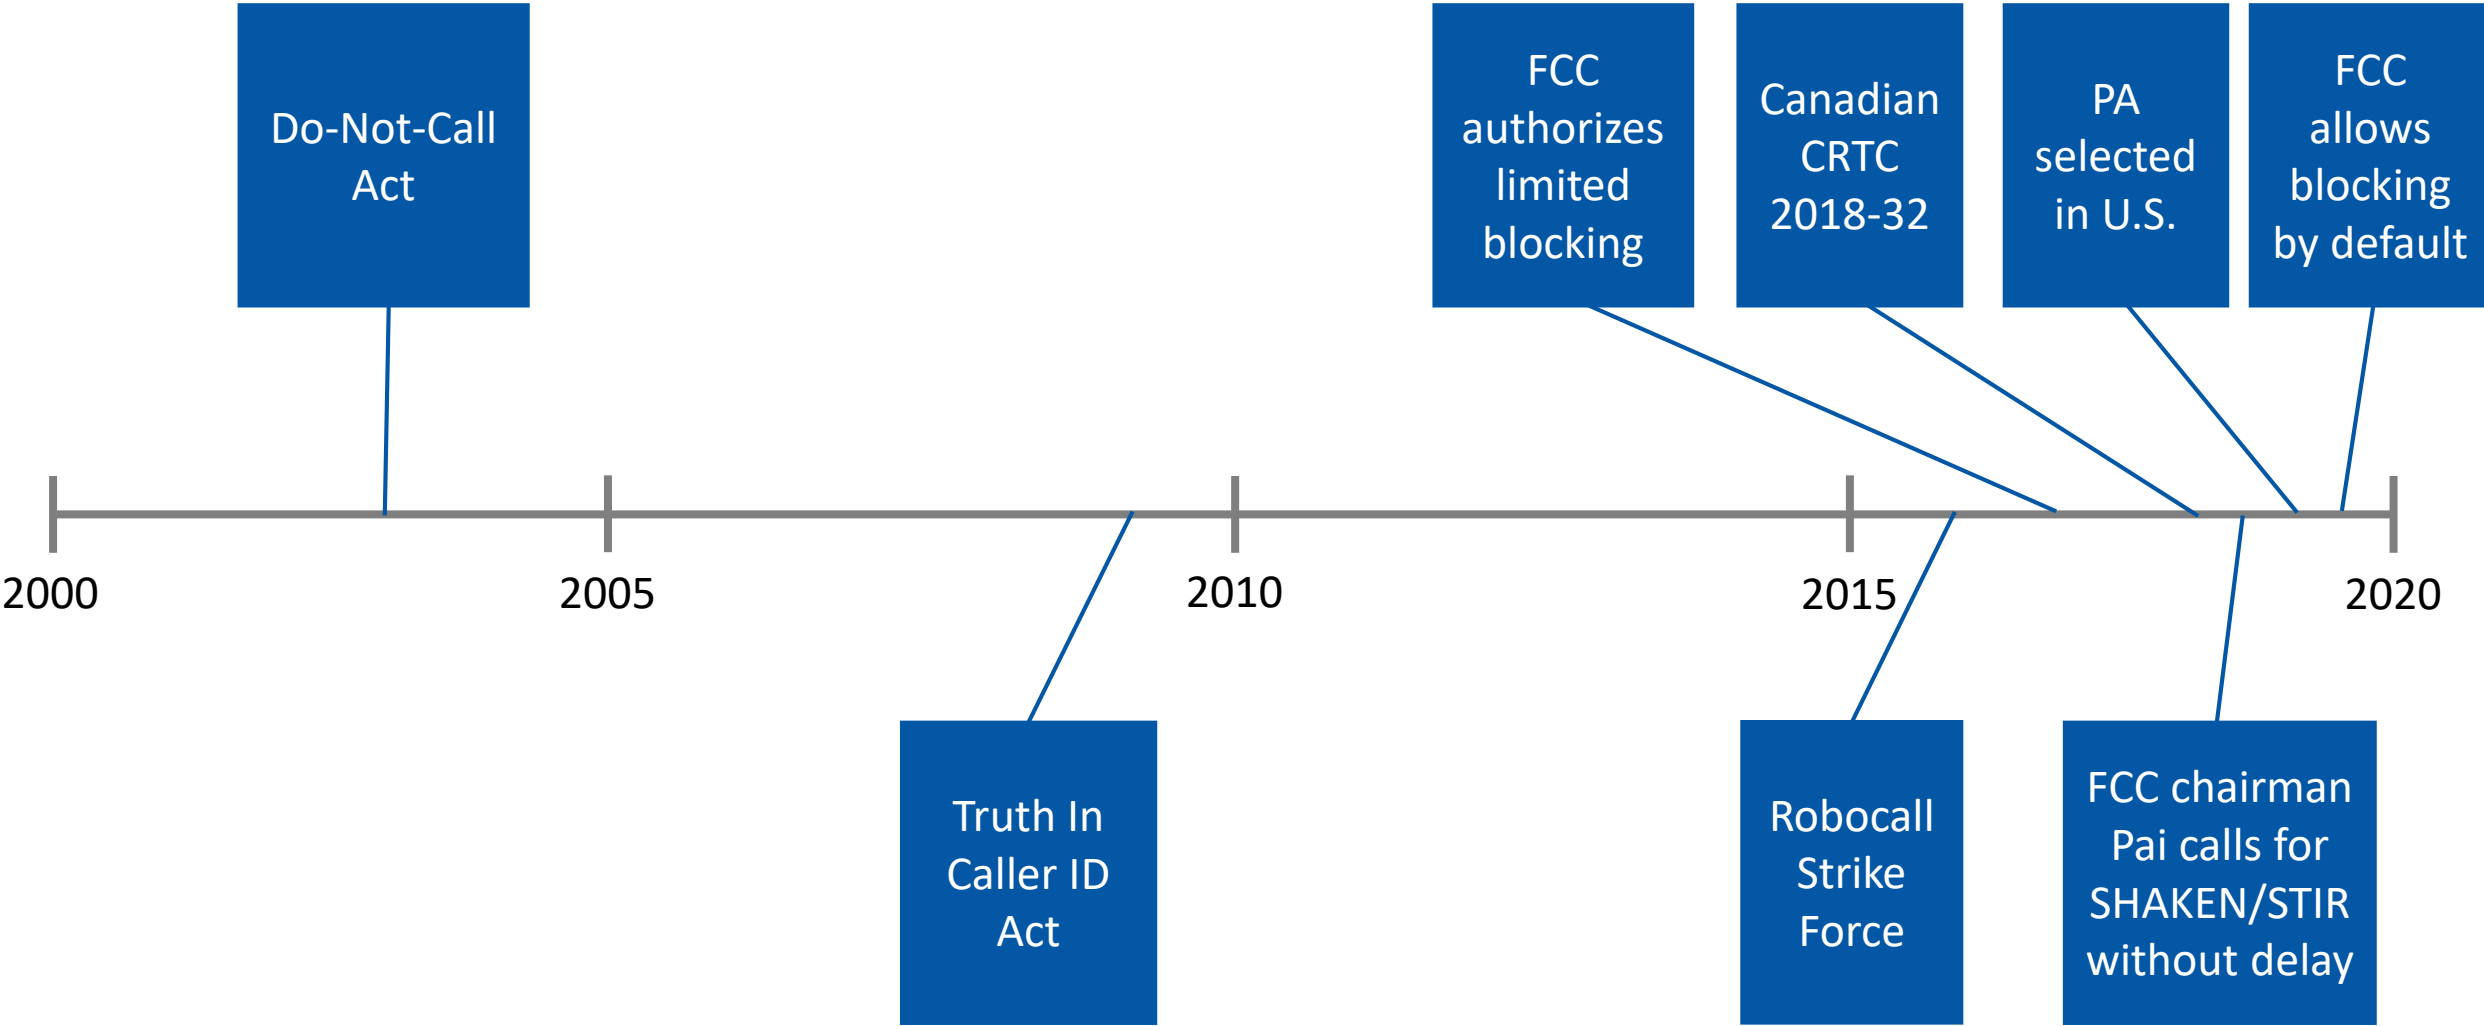 Do-Not-Call
Act
FCC
authorizes
limited
blocking
Canadian
CRTC
2018-32
PA
selected
in U.S.
FCC
allows
blocking
by default
2000
2005
2010
2015
2020
Truth In
Caller ID
Act
Robocall
Strike
Force
FCC chairman
Pai calls for
SHAKEN/STIR
without delay